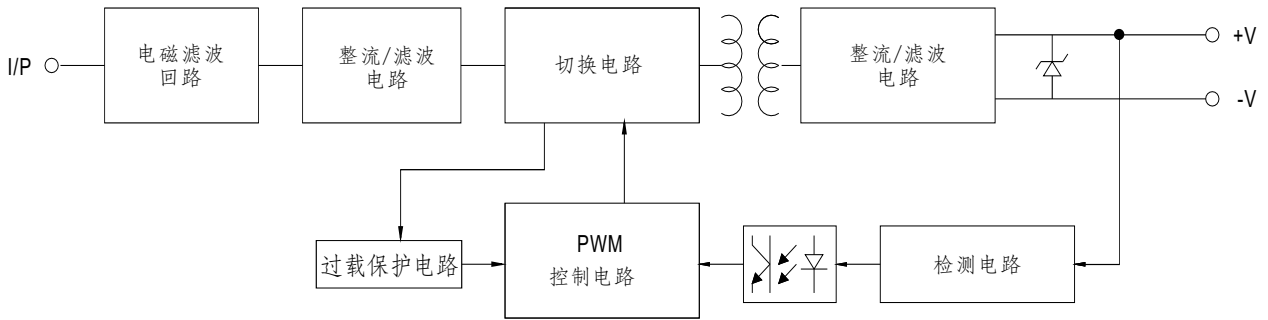 电磁滤波
回路
整流/滤波
电路
切换电路
整流/滤波
电路
+V
I/P
-V
过载保护电路
PWM
控制电路
检测电路